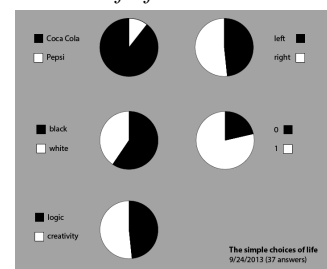 Coca Cola
Pepsi
left
right
black
white
0
1
logic
creativity
The simple choices of life
9/24/2013 (37 answers)